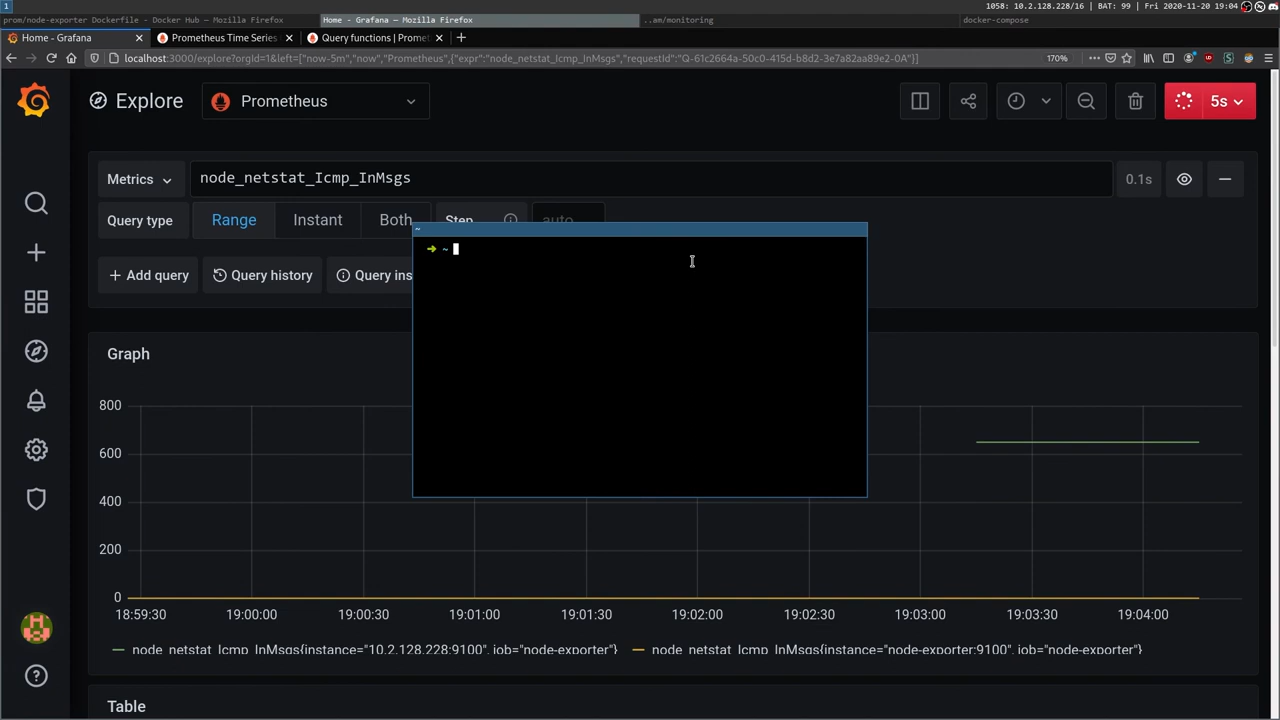 1
1058: 10.2.128.228/16 | BAT: 99 | Fri 2020-11-20 19:04
prom/node-exporter Dockerfile - Docker Hub — Mozilla Firefox
Home - Grafana — Mozilla Firefox
..am/monitoring
docker-compose
Home - Grafana
Prometheus Time Series
Query functions | Promet
localhost:3000/explore?orgId=1&left=["now-5m","now","Prometheus",{"expr":"node_netstat_Icmp_InMsgs","requestId":"Q-61c2664a-50c0-415d-b8d2-3e7a82aa89e2-0A"}]
170%
Explore
Prometheus
5s
Metrics
node_netstat_Icmp_InMsgs
0.1s
Query type
Range
Instant
Both
Step
auto
~
➜ ~
+ Add query
Query history
Query ins
Graph
800
600
400
200
0
18:59:30
19:00:00
19:00:30
19:01:00
19:01:30
19:02:00
19:02:30
19:03:00
19:03:30
19:04:00
node_netstat_Icmp_InMsgs{instance="10.2.128.228:9100", job="node-exporter"}
node_netstat_Icmp_InMsgs{instance="node-exporter:9100", job="node-exporter"}
Table